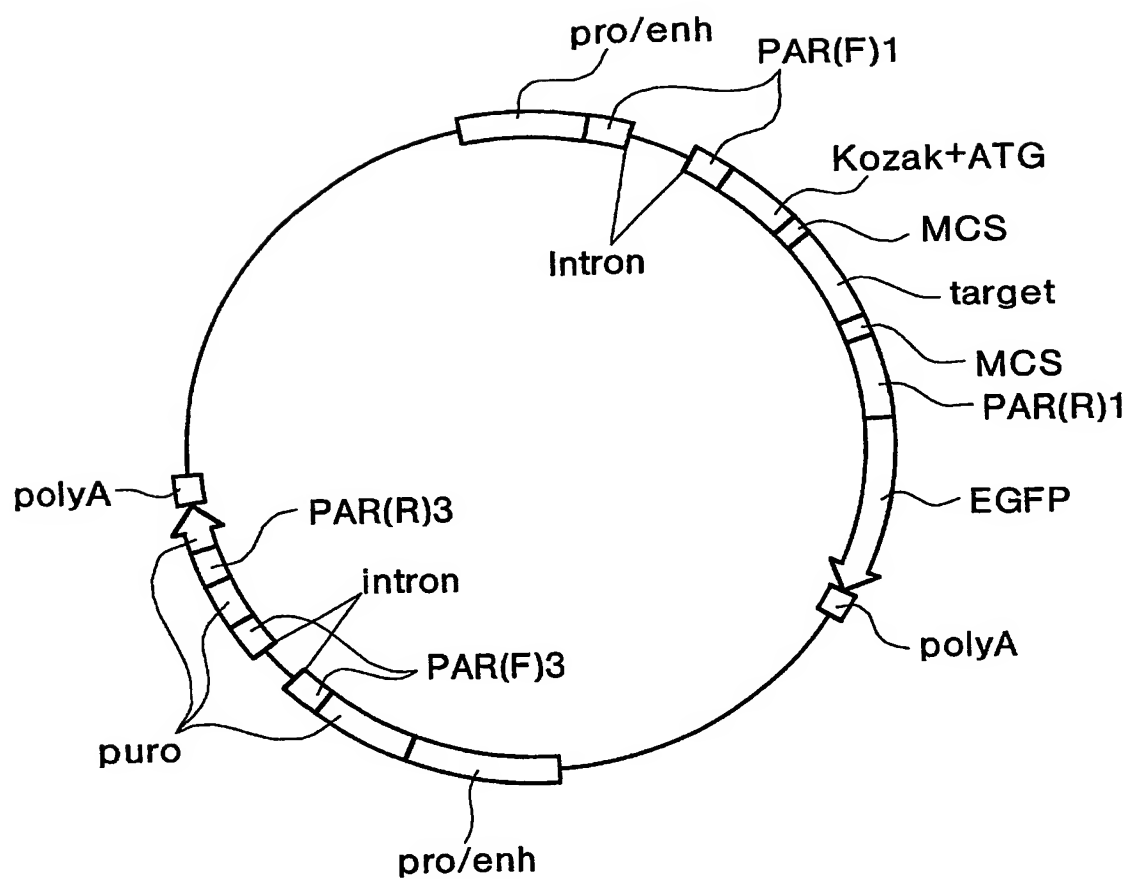 pro/enh
PAR(F)1
Kozak+ATG
MCS
Intron
target
MCS
PAR(R)1
polyA
PAR(R)3
EGFP
intron
polyA
PAR(F)3
puro
pro/enh